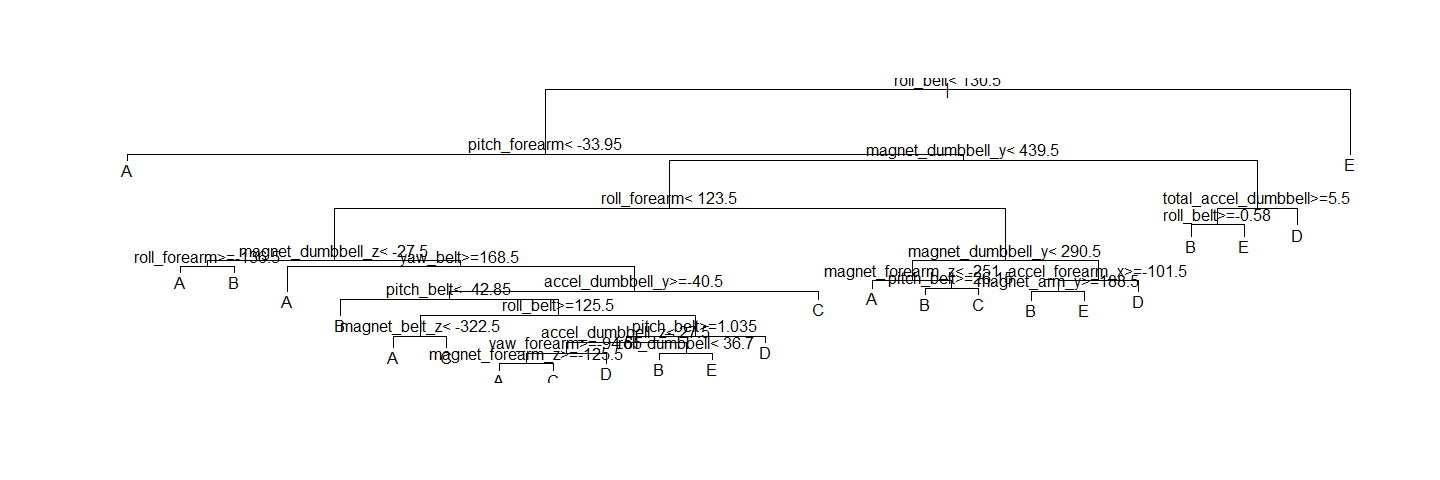 roll_belt< 130.5
pitch_forearm< -33.95
magnet_dumbbell_y< 439.5
A
E
roll_forearm< 123.5
total_accel_dumbbell>=5.5
roll_belt>=-0.58
B
E
D
magnet_dumbbell_z< -27.5
roll_forearm>=-136.5
yaw_belt>=168.5
magnet_dumbbell_y< 290.5
A
B
magnet_forearm_z< -251
accel_forearm_x>=-101.5
pitch_belt>=26.15
magnet_arm_y>=188.5
A
accel_dumbbell_y>=-40.5
A
B
C
B
E
D
pitch_belt< -42.85
roll_belt>=125.5
C
B
magnet_belt_z< -322.5
pitch_belt>=1.035
accel_dumbbell_z< 27.5
yaw_forearm>=-94.65
roll_dumbbell< 36.7
D
A
C
magnet_forearm_z>=-125.5
D
B
E
A
C